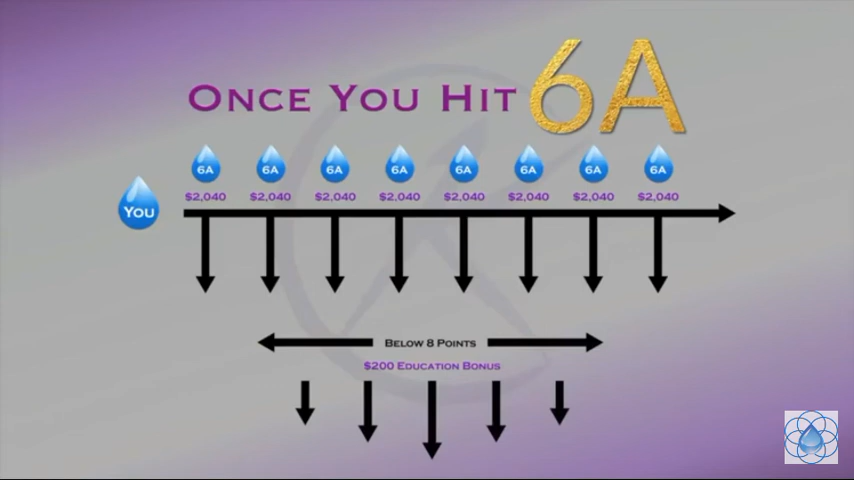 Once You Hit 6A
6A 6A 6A 6A 6A 6A 6A 6A
$2,040 $2,040 $2,040 $2,040 $2,040 $2,040 $2,040 $2,040
You
Below 8 Points
$200 Education Bonus